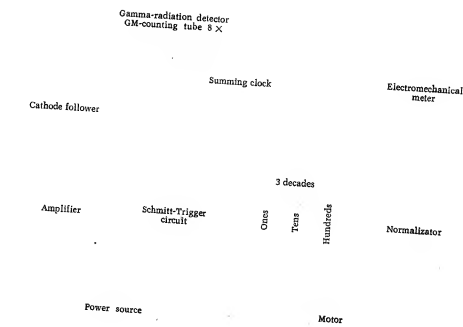 Gamma-radiation detector
GM-counting tube 8 ×
Summing clock
Electromechanical
meter
Cathode follower
3 decades
Amplifier
Schmitt-Trigger
circuit
Ones
Tens
Hundreds
Normalizator
Power source
Motor